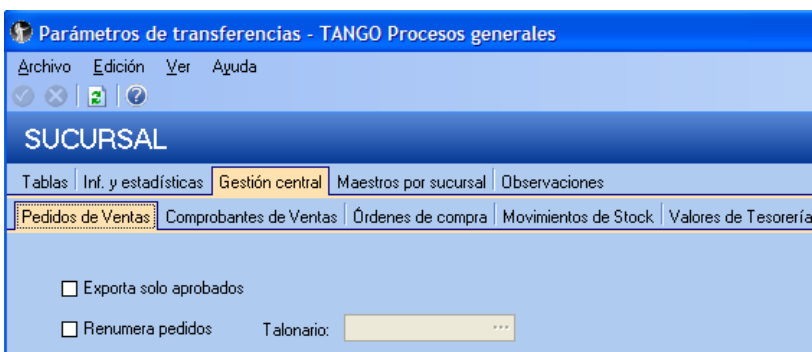 Parámetros de transferencias - TANGO Procesos generales
Archivo Edición Ver Ayuda
SUCURSAL
Tablas Inf. y estadísticas Gestión central Maestros por sucursal Observaciones
Pedidos de Ventas Comprobantes de Ventas Órdenes de compra Movimientos de Stock Valores de Tesorería
Exporta solo aprobados
Renumera pedidos Talonario: ...